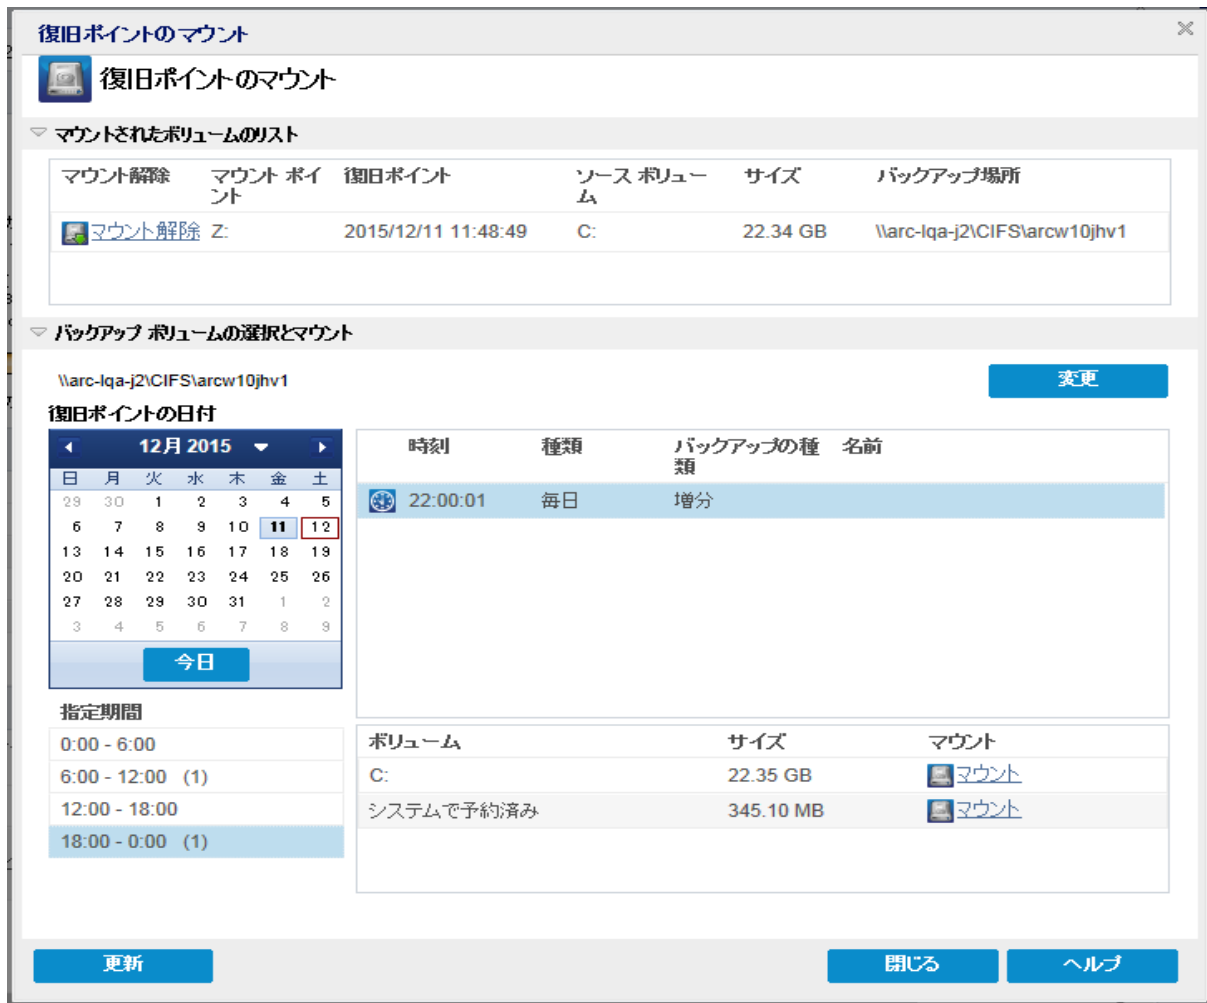 復旧ポイントのマウント
復旧ポイントのマウント
マウントされたボリュームのリスト
マウント解除 マウント ポイント 復旧ポイント ソース ボリューム サイズ バックアップ場所
マウント解除 Z: 2015/12/11 11:48:49 C: 22.34 GB \\arc-lqa-j2\CIFS\arcw10jhv1
バックアップ ボリュームの選択とマウント
\\arc-lqa-j2\CIFS\arcw10jhv1
変更
復旧ポイントの日付
12月 2015
日 月 火 水 木 金 土
29 30 1 2 3 4 5
6 7 8 9 10 11 12
13 14 15 16 17 18 19
20 21 22 23 24 25 26
27 28 29 30 31 1 2
3 4 5 6 7 8 9
今日
時刻 種類 バックアップの種類 名前
22:00:01 毎日 増分
指定期間
0:00 - 6:00
6:00 - 12:00 (1)
12:00 - 18:00
18:00 - 0:00 (1)
ボリューム サイズ マウント
C: 22.35 GB マウント
システムで予約済み 345.10 MB マウント
更新 閉じる ヘルプ